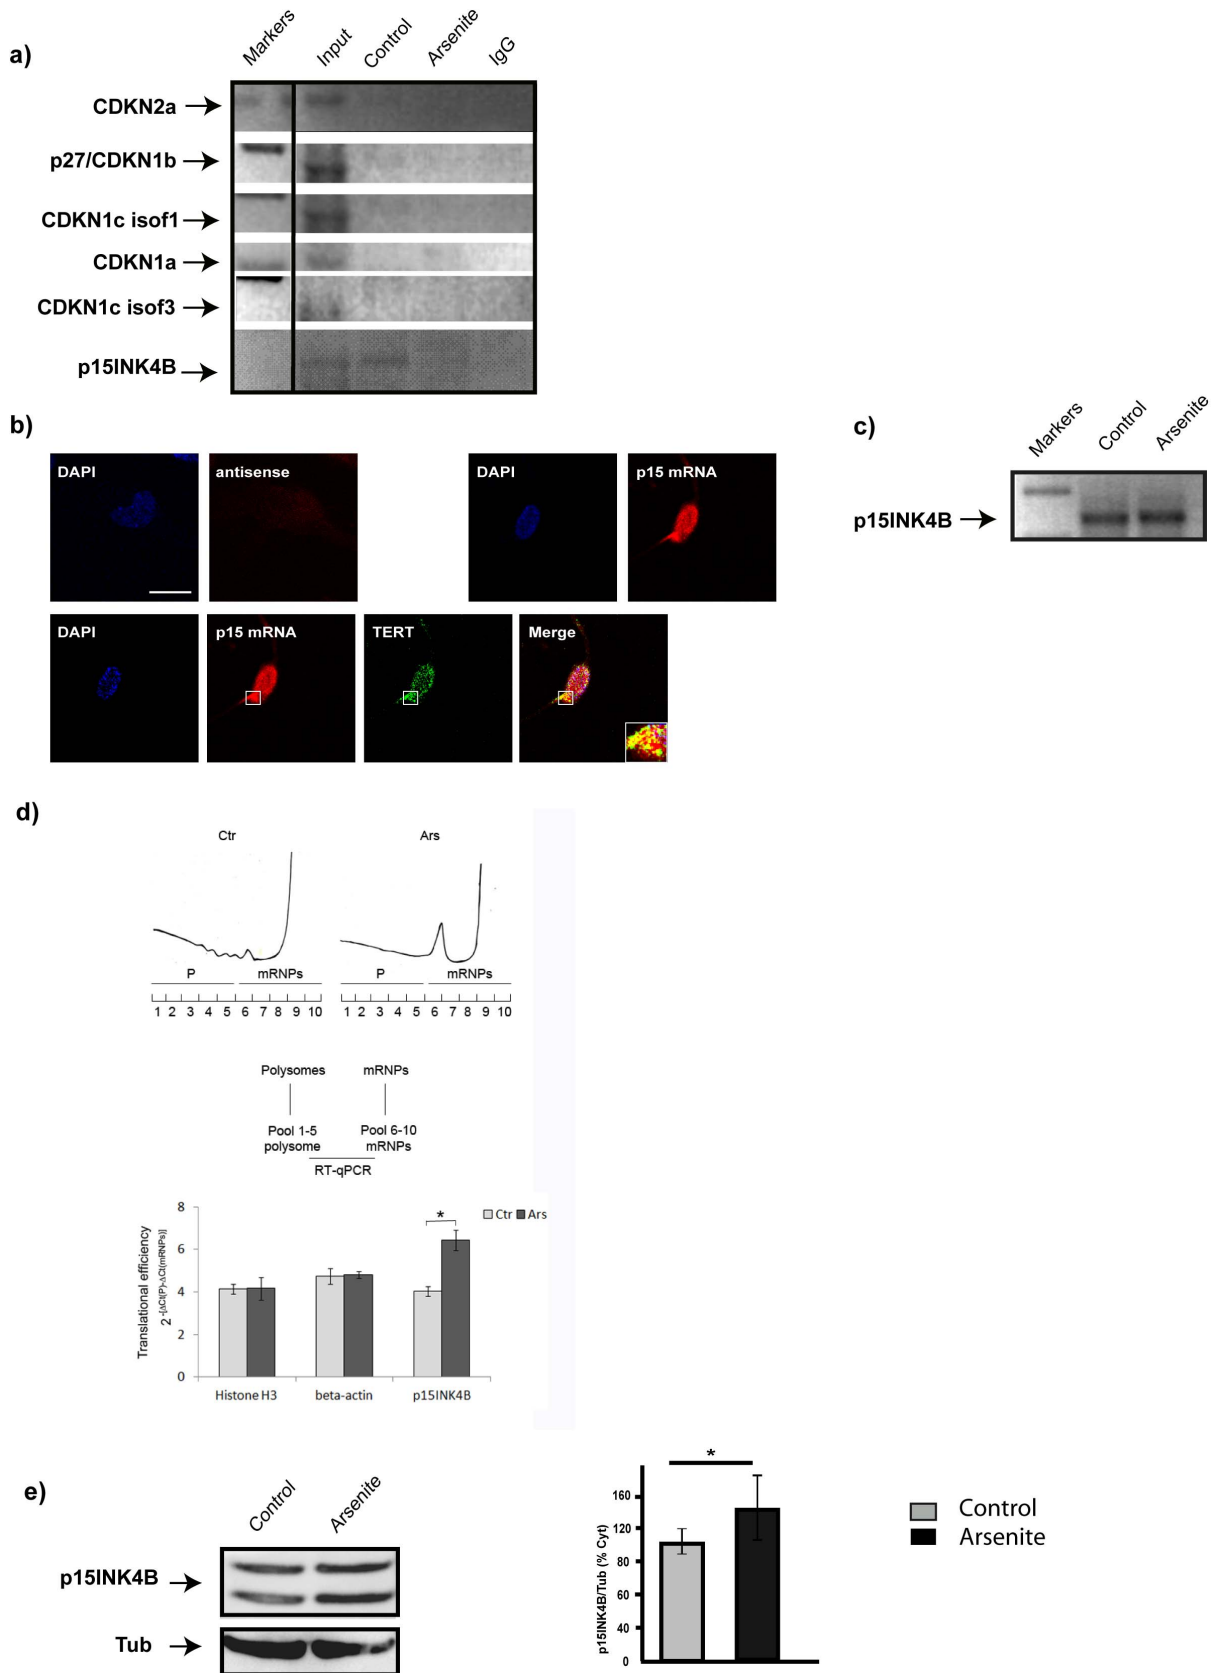 a)
Markers
Input
Control
Arsenite
IgG
CDKN2a
p27/CDKN1b
CDKN1c isof1
CDKN1a
CDKN1c isof3
p15INK4B
b)
DAPI
antisense
DAPI
p15 mRNA
DAPI
p15 mRNA
TERT
Merge
c)
Markers
Control
Arsenite
p15INK4B
d)
Ctr
Ars
P mRNPs
P mRNPs
1 2 3 4 5 6 7 8 9 10
1 2 3 4 5 6 7 8 9 10
Polysomes mRNPs
Pool 1-5 Pool 6-10
polysome mRNPs
RT-qPCR
Translational efficiency
2-[ΔCt(P)-ΔCt(mRNPs)]
8
6
4
2
0
Ctr Ars
*
Histone H3 beta-actin p15INK4B
e)
Control
Arsenite
p15INK4B
Tub
p15INK4B/Tub (% Cyt)
160
120
80
60
40
0
*
Control
Arsenite